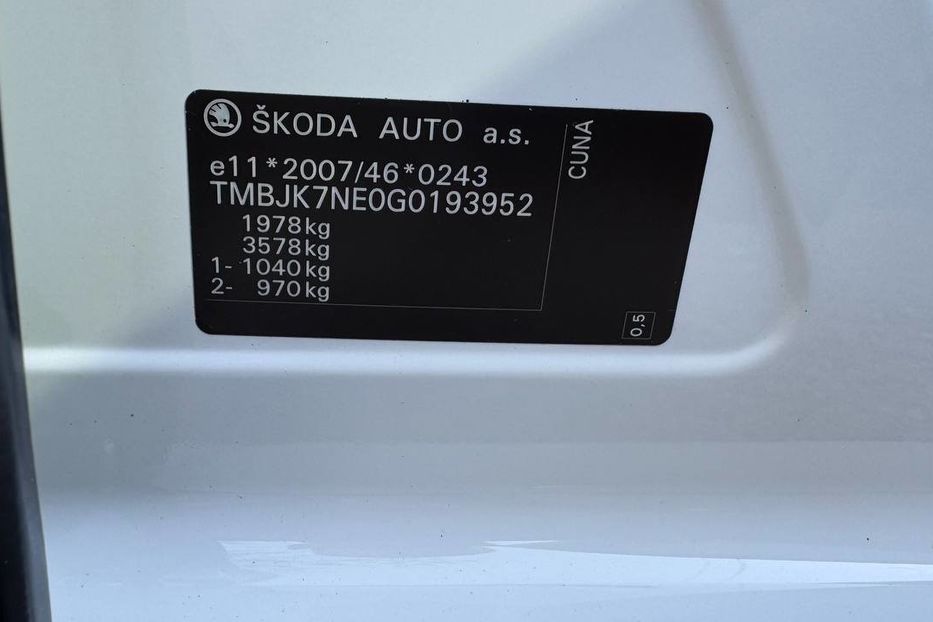 ŠKODA AUTO a.s.
e11*2007/46*0243
TMBJK7NE0G0193952
1978kg
3578kg
1- 1040kg
2- 970kg
CUNA
0,5